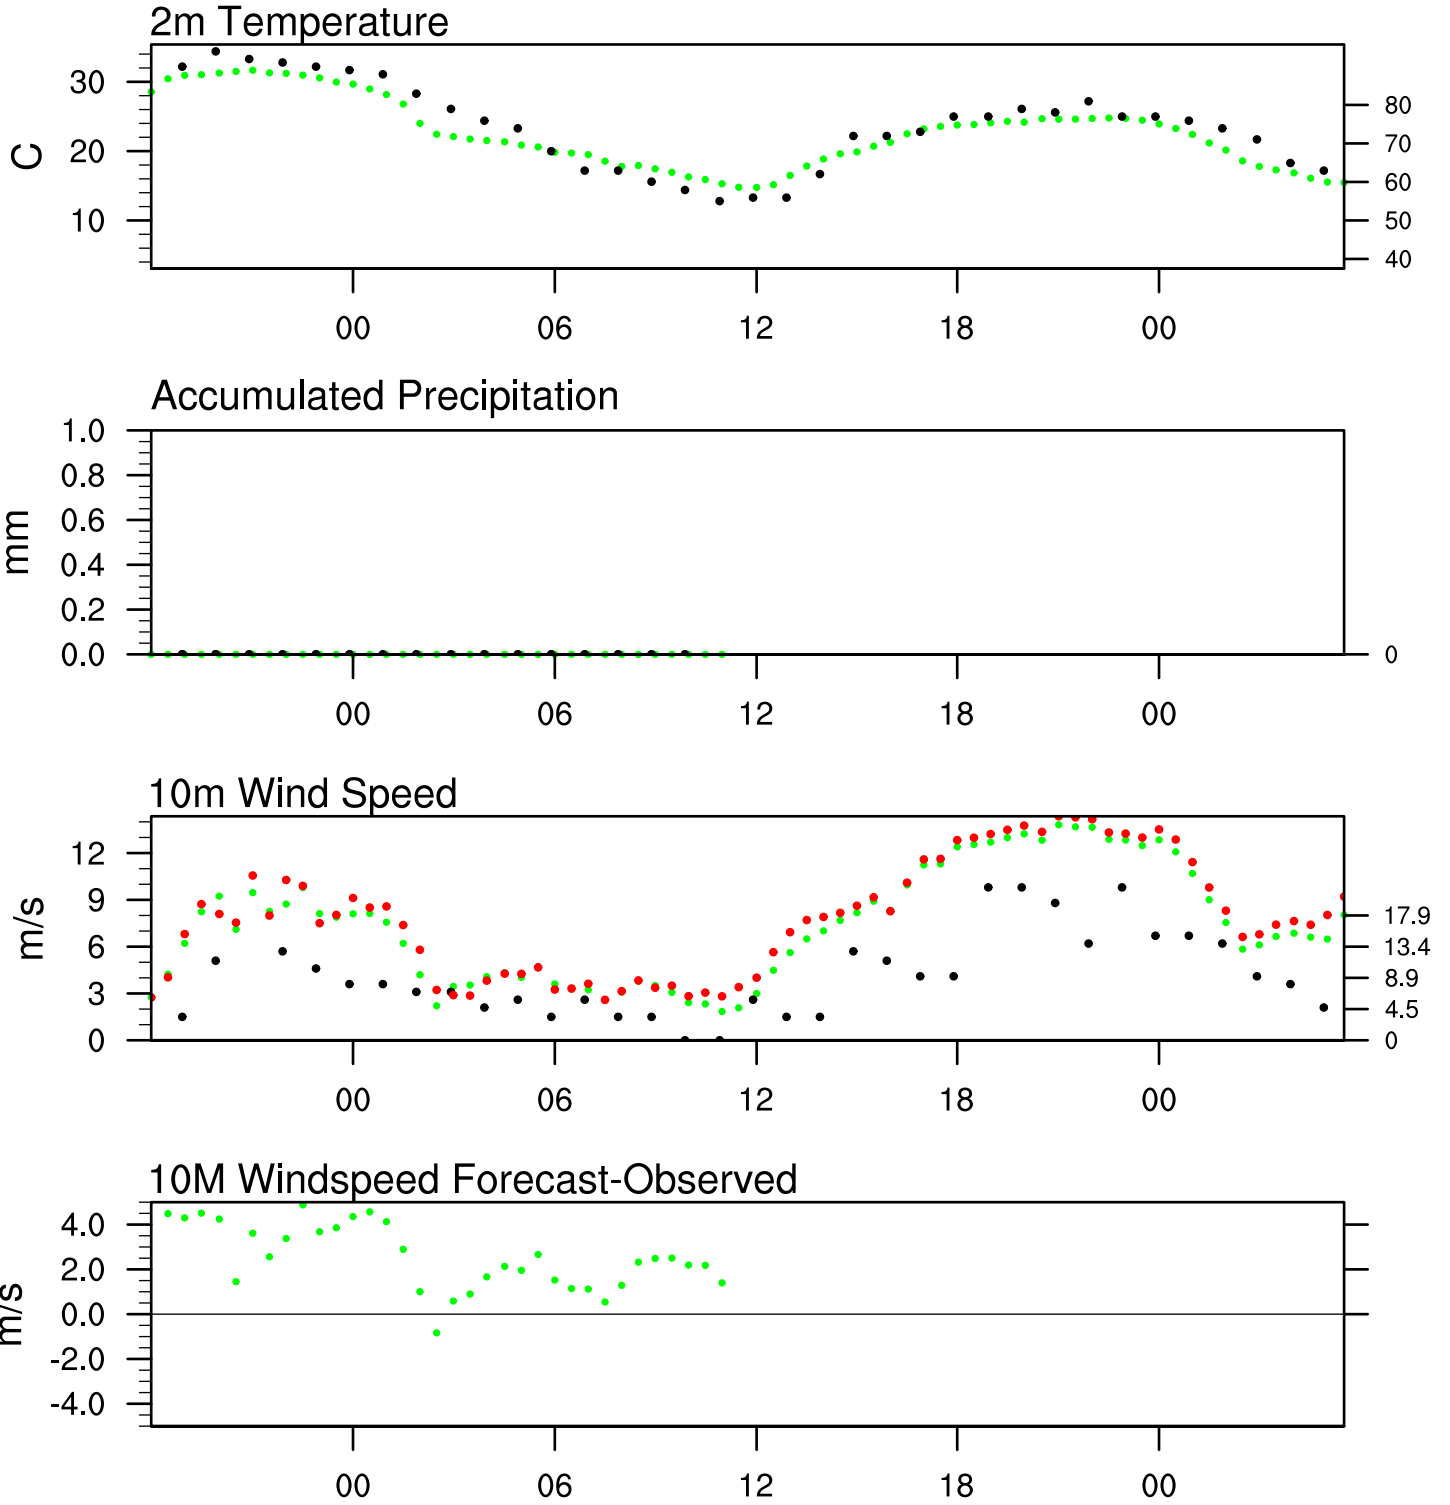 2m Temperature
30
20
10
C
80
70
60
50
40
00 06 12 18 00
Accumulated Precipitation
1.0
0.8
0.6
0.4
0.2
0.0
mm
0
00 06 12 18 00
10m Wind Speed
12
9
6
3
0
m/s
17.9
13.4
8.9
4.5
0
00 06 12 18 00
10M Windspeed Forecast-Observed
4.0
2.0
0.0
-2.0
-4.0
m/s
00 06 12 18 00